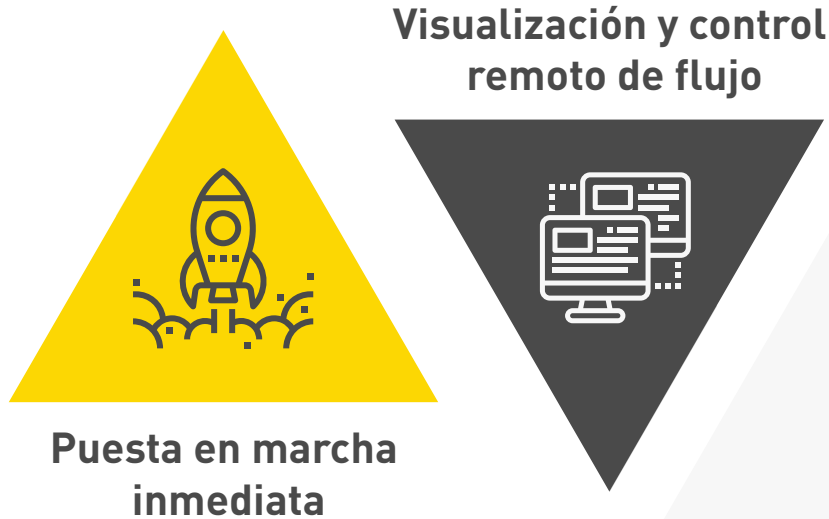 Visualización y control
remoto de flujo
Puesta en marcha
inmediata